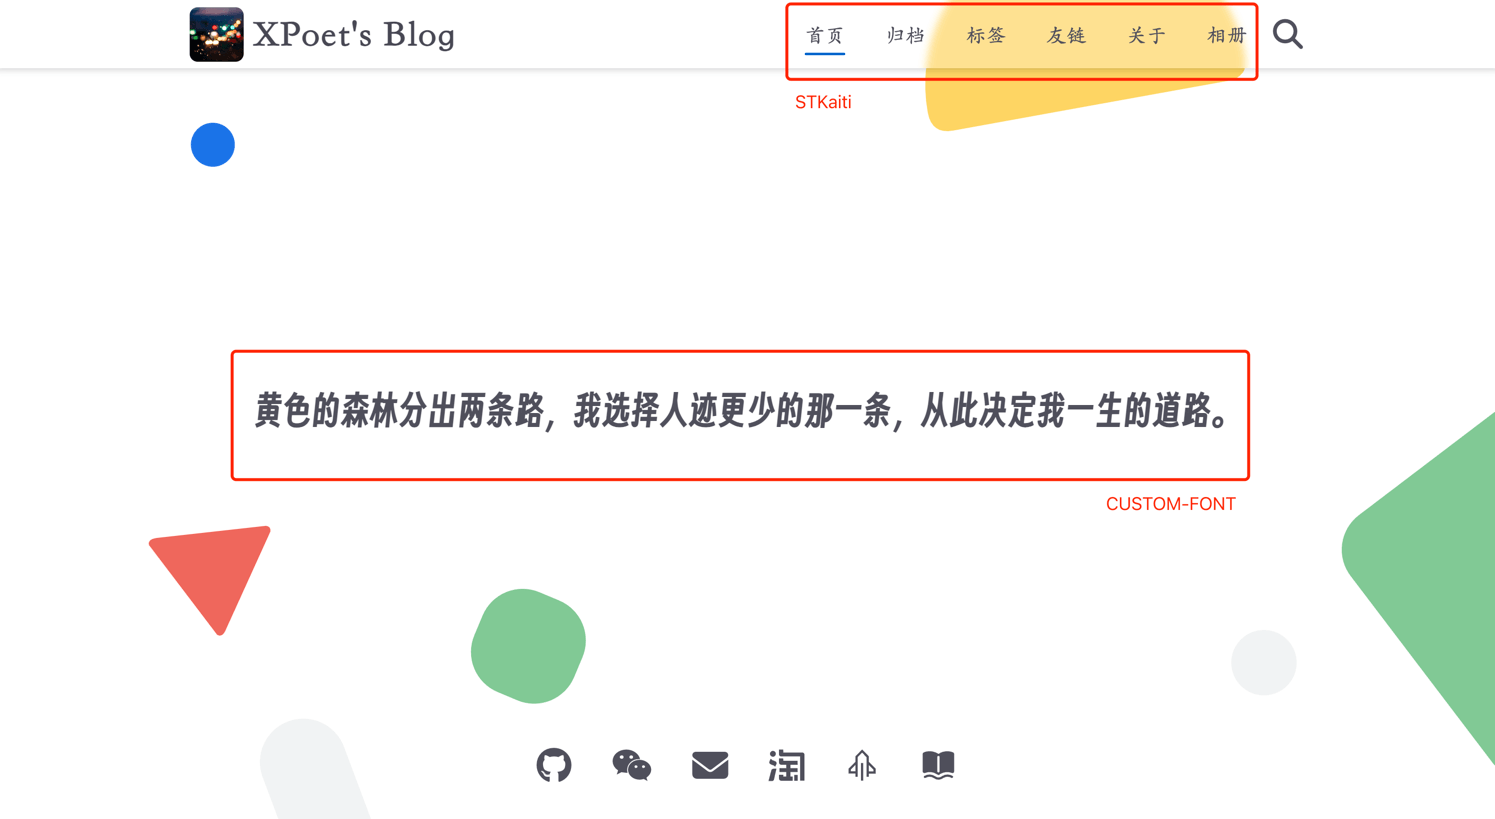 XPoet's Blog
首页 归档 标签 友链 关于 相册
STKaiti
黄色的森林分出两条路，我选择人迹更少的那一条，从此决定我一生的道路。
CUSTOM-FONT
淘